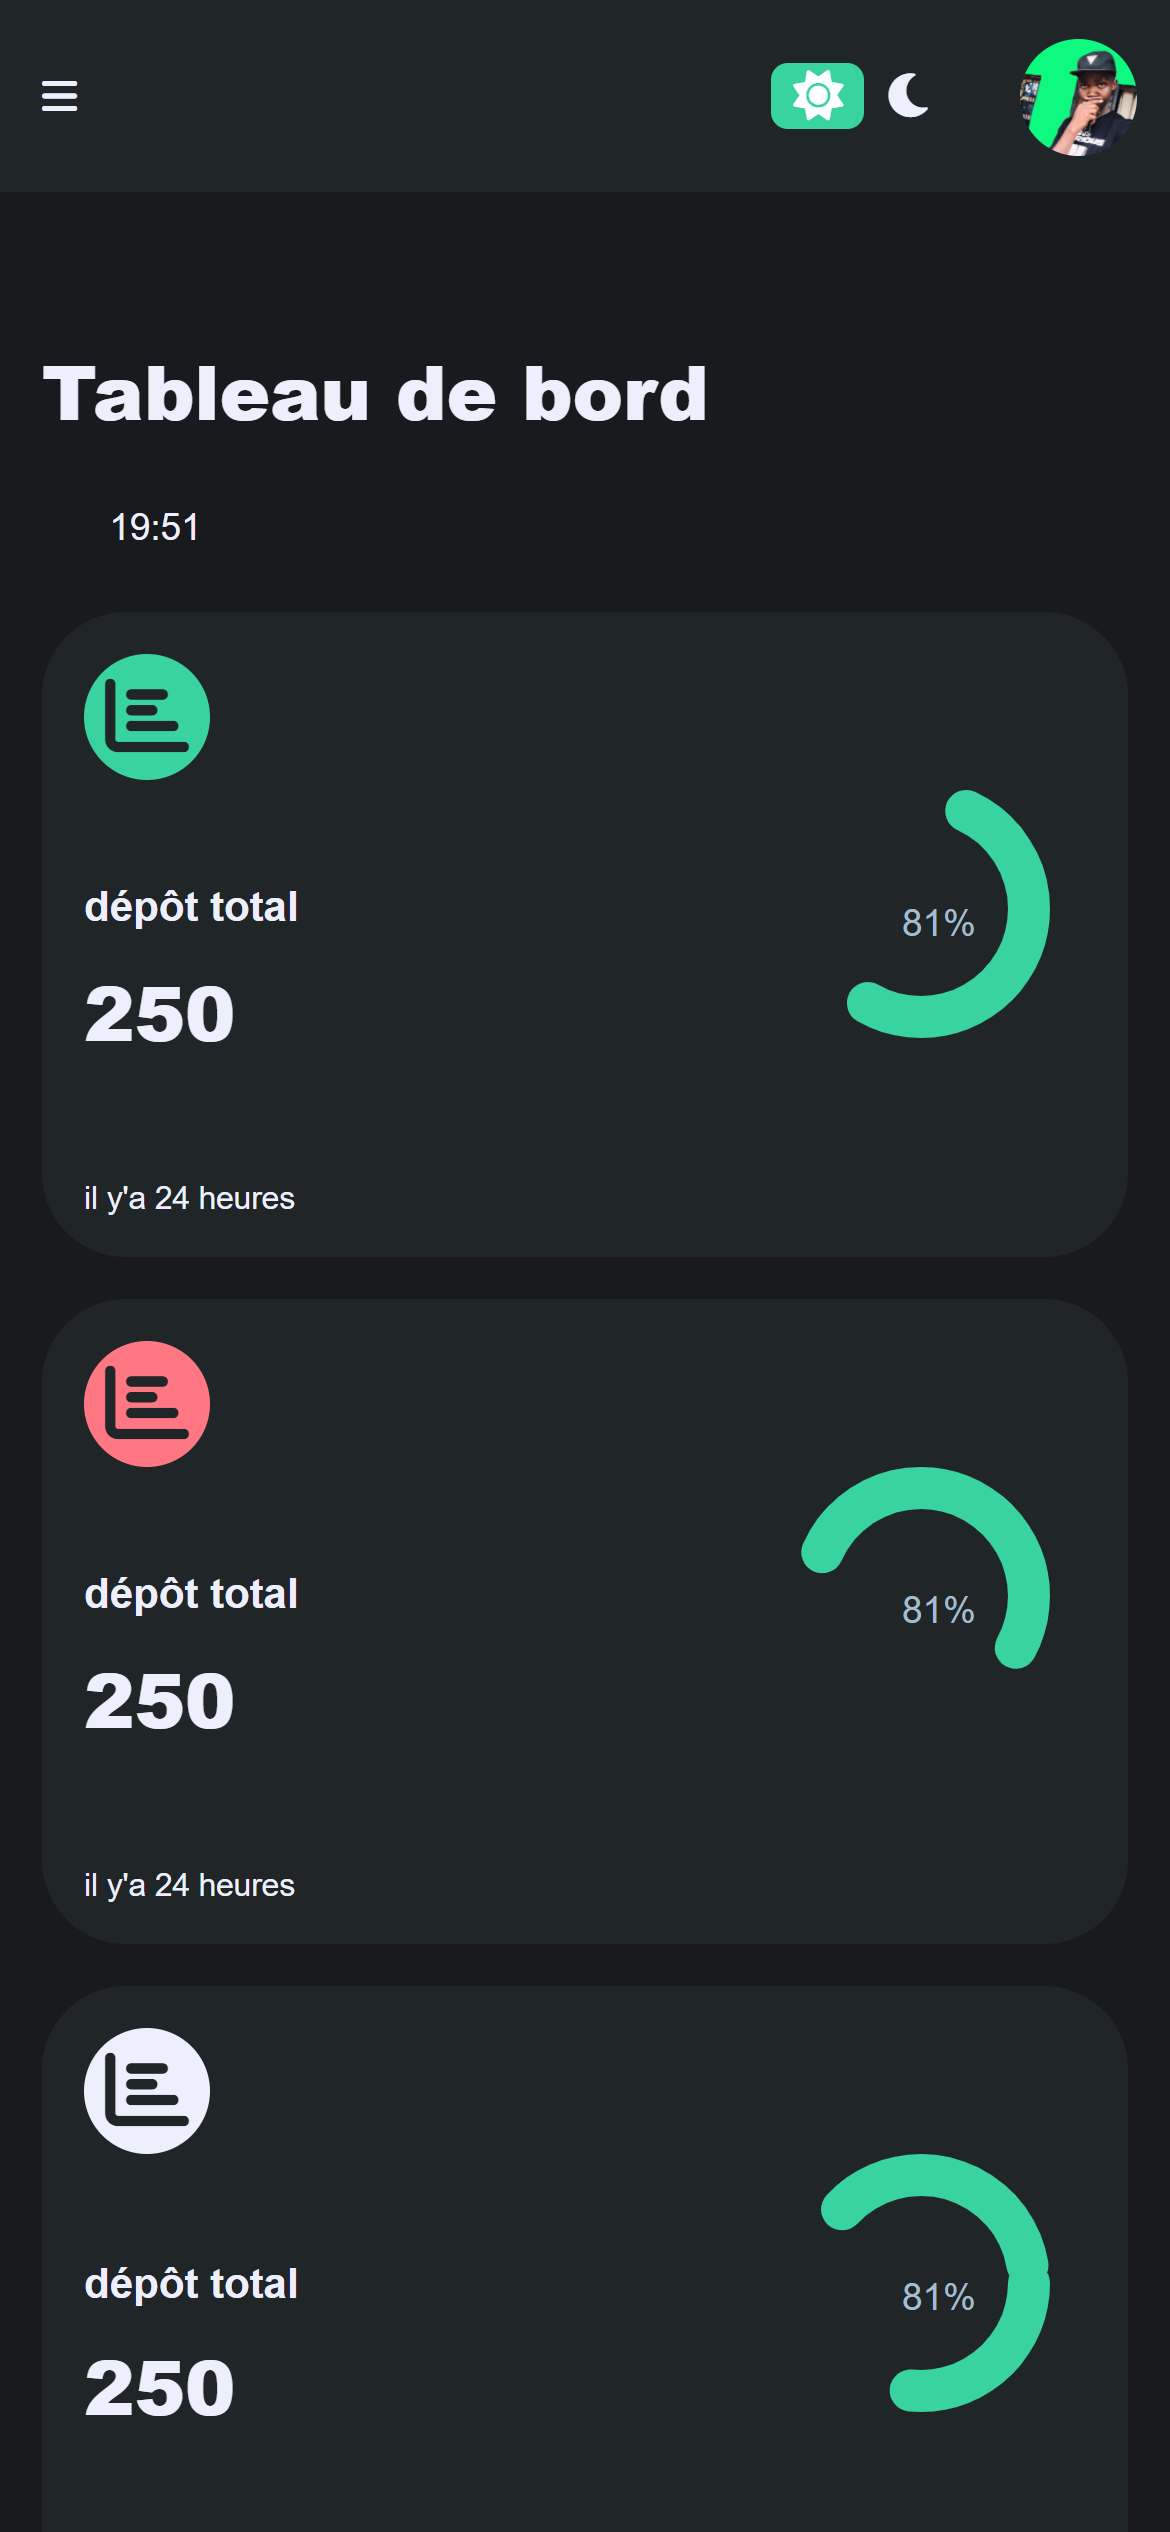 Tableau de bord
19:51
dépôt total
81%
250
il y'a 24 heures
dépôt total
81%
250
il y'a 24 heures
dépôt total
81%
250